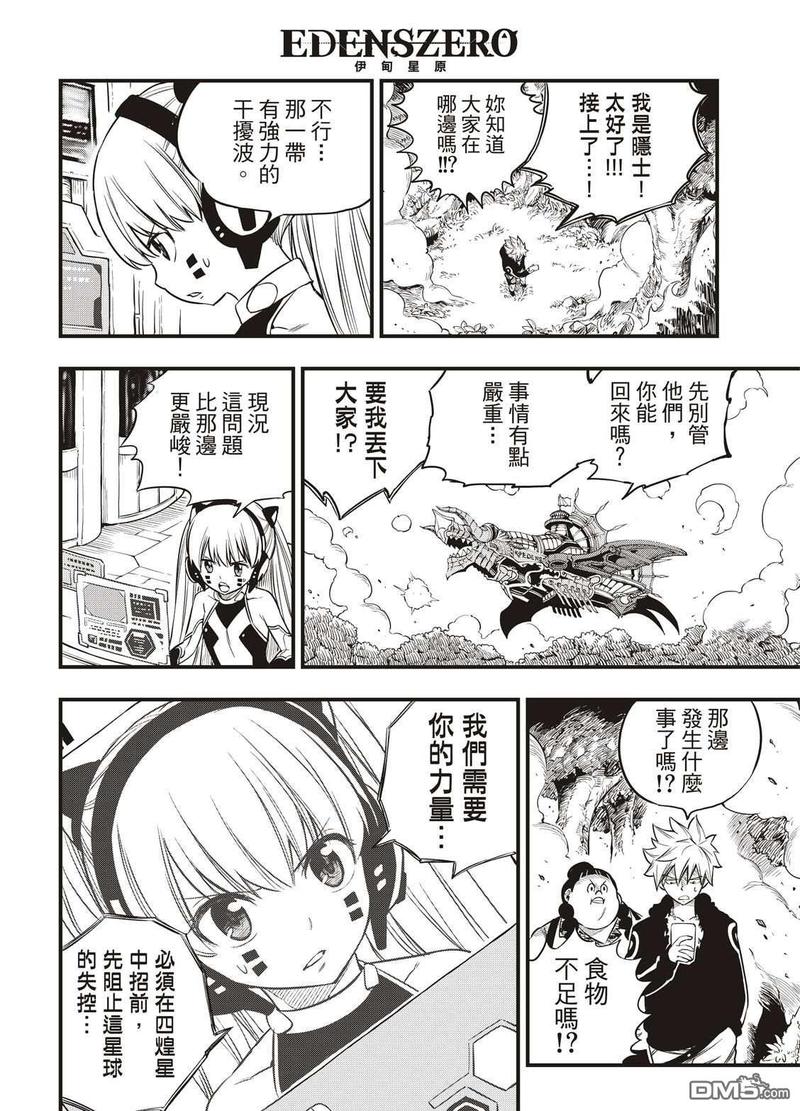 EDENSZERO
伊甸星原
我是隱士！
太好了!!!
接上了…！
妳知道
大家在
哪邊嗎!!?
不行…
那一帶
有強力的
干擾波。
先別管
他們，
你能
回來嗎？
事情有點
嚴重…
要我丟下
大家!?
現況
這問題
比那邊
更嚴峻！
那邊
發生什麼
事了嗎!?
食物
不足嗎!?
我們需要
你的力量…
必須在四煌星
中招前，
先阻止這星球
的失控…
DM5.com